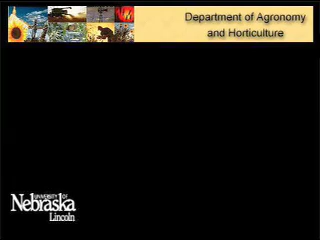 Department of Agronomy
and Horticulture
UNIVERSITY OF
Nebraska
Lincoln